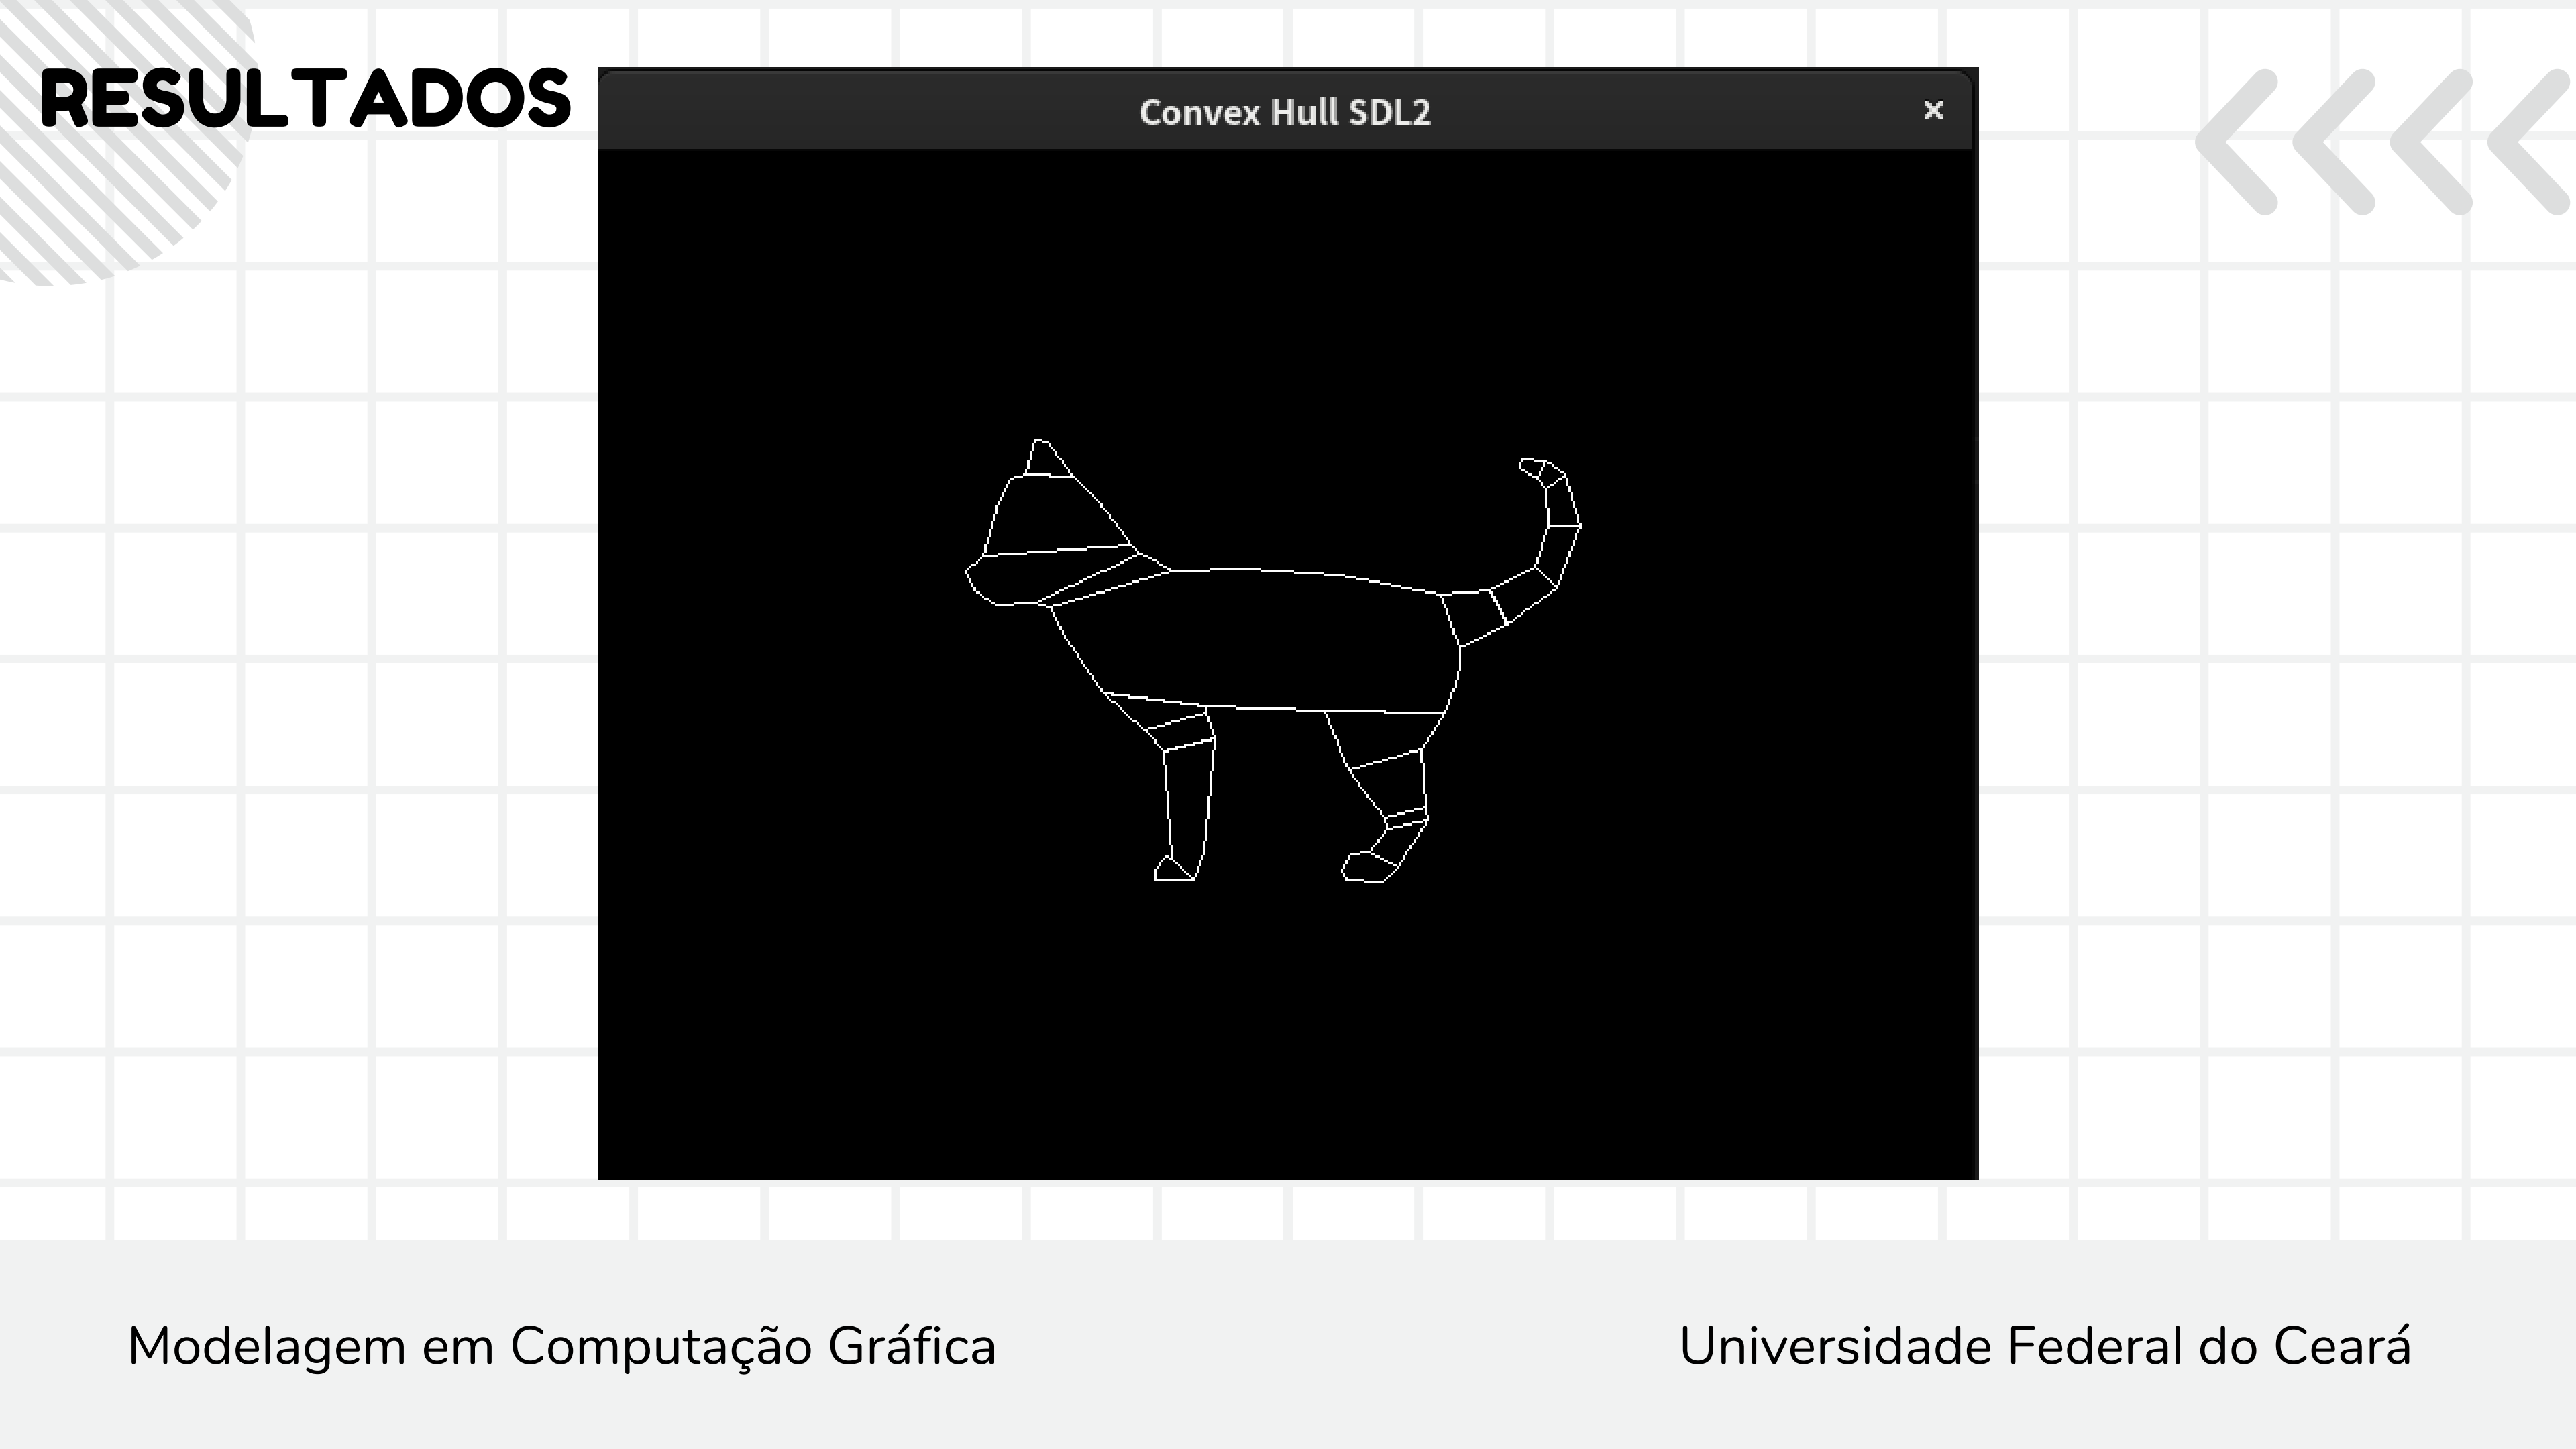 RESULTADOS
Convex Hull SDL2
Modelagem em Computação Gráfica
Universidade Federal do Ceará